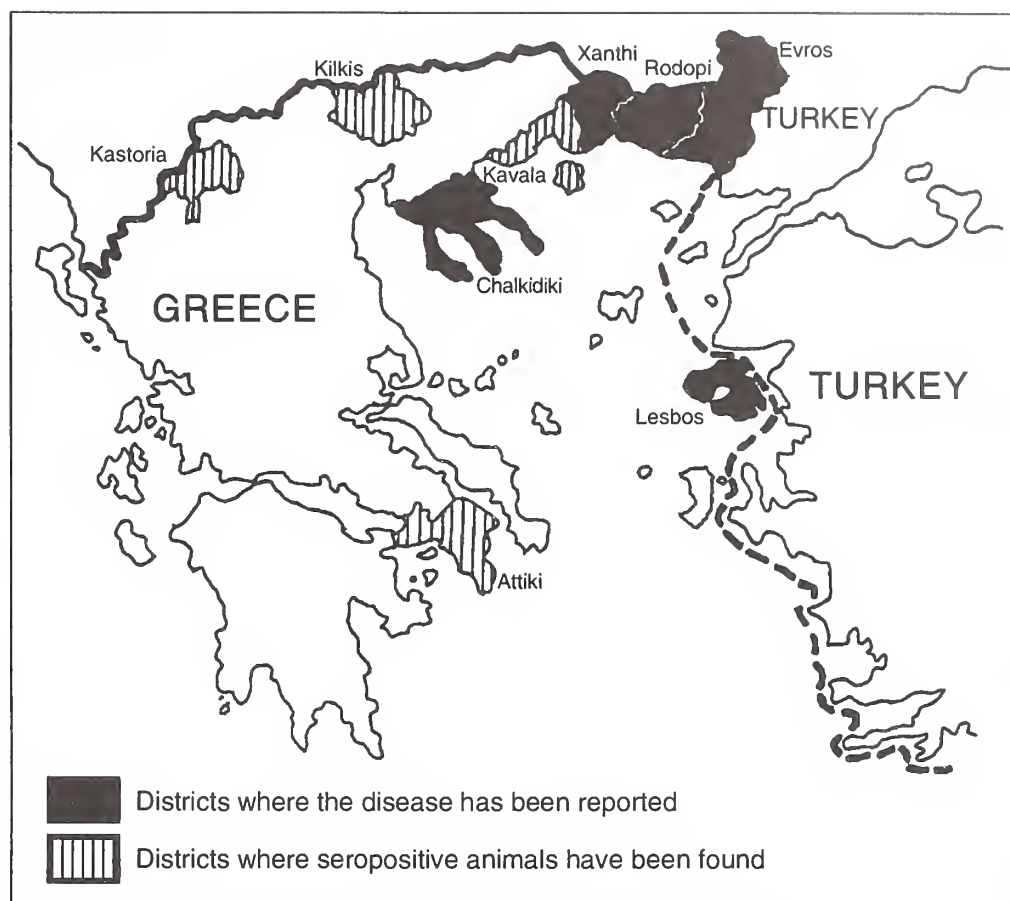 Xanthi
Evros
Kilkis
Rodopi
TURKEY
Kastoria
Kavala
Chalkidiki
GREECE
TURKEY
Lesbos
Attiki
Districts where the disease has been reported
Districts where seropositive animals have been found